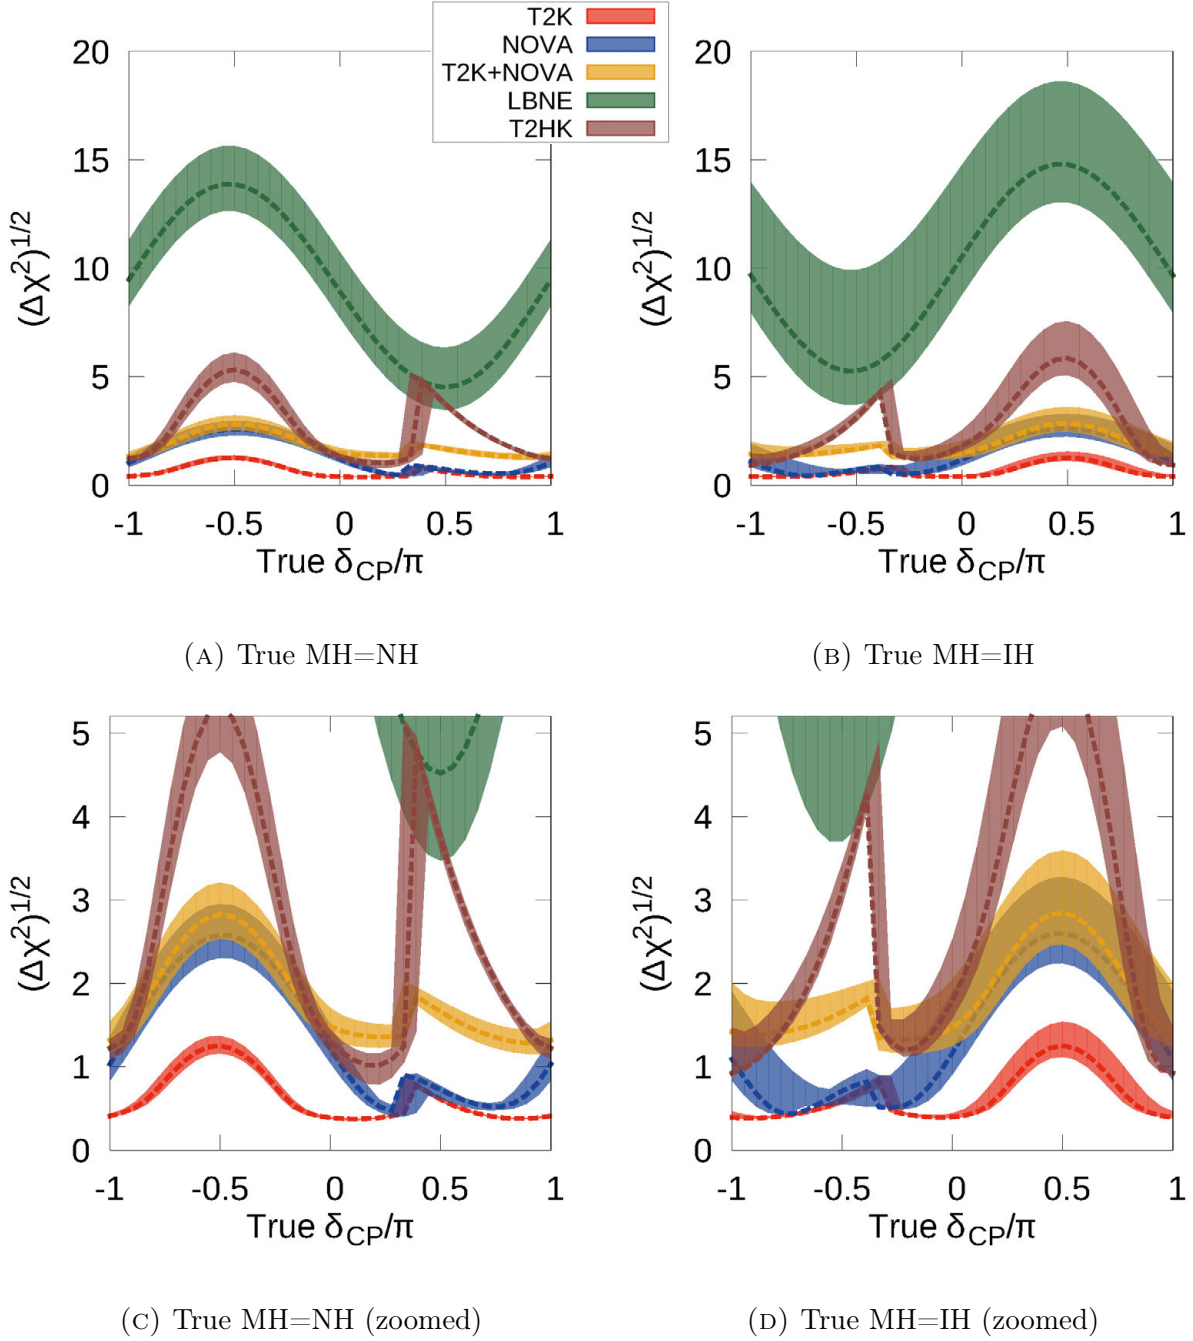 T2K
NOVA
T2K+NOVA
LBNE
T2HK
20
15
10
5
0
(Δχ²)^1/2
-1 -0.5 0 0.5 1
True δCP/π
(A) True MH=NH
20
15
10
5
0
(Δχ²)^1/2
-1 -0.5 0 0.5 1
True δCP/π
(B) True MH=IH
5
4
3
2
1
0
(Δχ²)^1/2
-1 -0.5 0 0.5 1
True δCP/π
(C) True MH=NH (zoomed)
5
4
3
2
1
0
(Δχ²)^1/2
-1 -0.5 0 0.5 1
True δCP/π
(D) True MH=IH (zoomed)